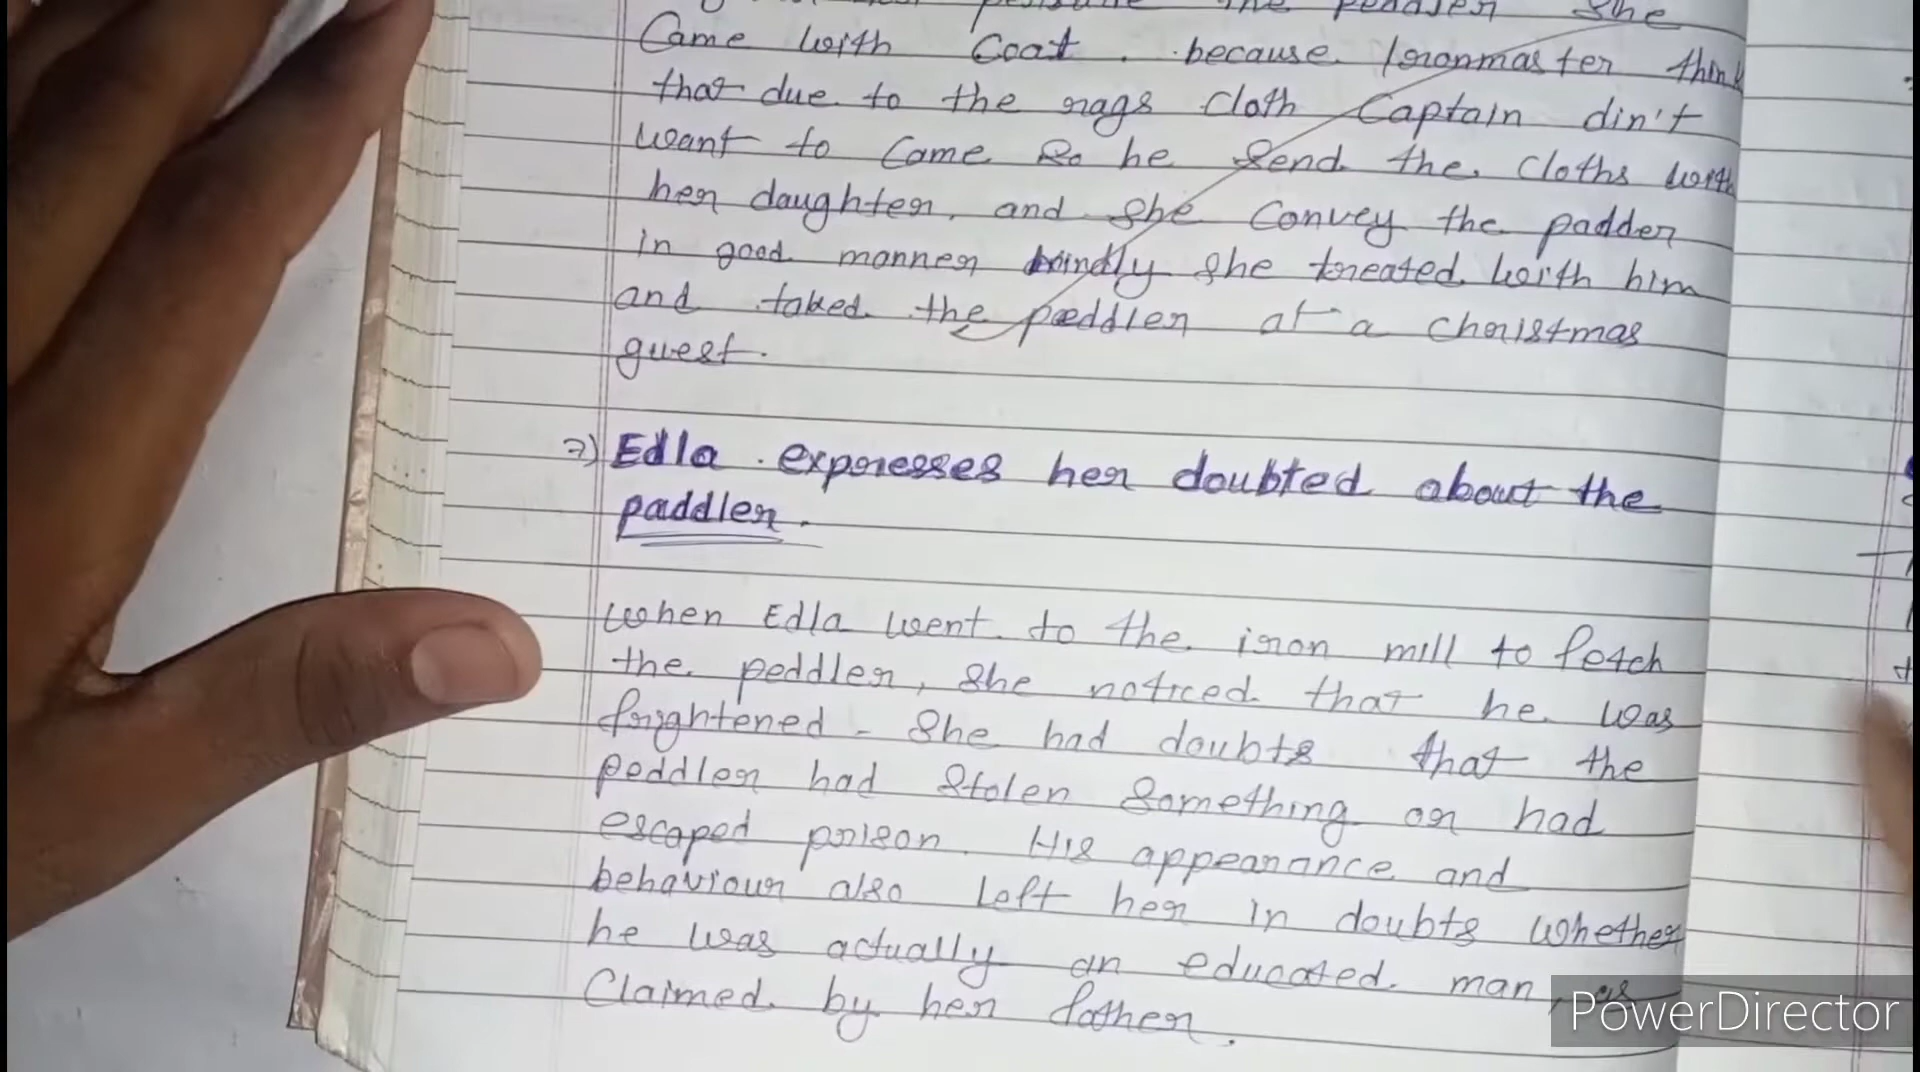 the peddler she
Came with Coat . because Ironmaster think
that due to the rags Cloth Captain din't
want to Came So he Send the Cloths with
her daughter, and she Convey the padder
in good manner kindly She treated with him
and taked the peddler at a christmas
guest.
7) Edla expresses her doubted about the
paddler.
When Edla went to the iron mill to fetch
the peddler, She noticed that he was
frightened - She had doubts that the
peddler had Stolen Something or had
escaped prison. His appearance and
behaviour also Left her in doubts whether
he was actually an educated man, as
Claimed by her father.
PowerDirector